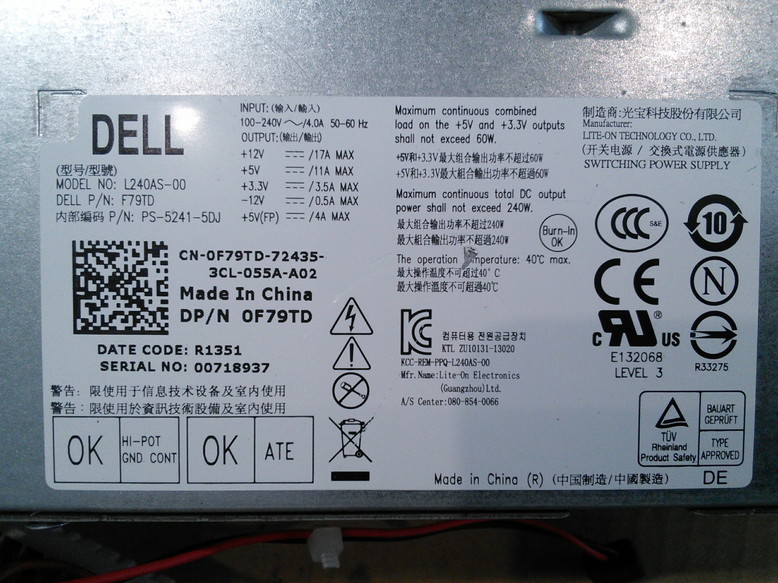 DELL
(型号/型號)
MODEL NO: L240AS-00
DELL P/N: F79TD
内部编码 P/N: PS-5241-5DJ
INPUT: (输入/輸入)
100-240V ～/4.0A 50-60 Hz
OUTPUT: (输出/輸出)
+12V ⎓ /17A MAX
+5V ⎓ /11A MAX
+3.3V ⎓ /3.5A MAX
-12V ⎓ /0.5A MAX
+5V(FP) ⎓ /4A MAX
CN-0F79TD-72435-
3CL-055A-A02
Made In China
DP/N 0F79TD
DATE CODE: R1351
SERIAL NO: 00718937
警告: 限使用于信息技术设备及室内使用
警告: 限使用於資訊技術設備及室內使用
OK
HI-POT
GND CONT
OK
ATE
Maximum continuous combined
load on the +5V and +3.3V outputs
shall not exceed 60W.
+5V和+3.3V最大组合输出功率不超过60W
+5V和+3.3V最大組合輸出功率不超過60W
Maximum continuous total DC output
power shall not exceed 240W.
最大组合输出功率不超过240W
最大組合輸出功率不超過240W
Burn-In
OK
The operation perature: 40°C max.
最大操作温度不可超过40°C
最大操作溫度不可超過40°C
컴퓨터용 전원공급장치
KTL ZU10131-13020
KCC-REM-PPQ-L240AS-00
Mfr. Name: Lite-On Electronics
(Guangzhou)Ltd.
A/S Center: 080-854-0066
制造商: 光宝科技股份有限公司
Manufacturer:
LITE-ON TECHNOLOGY CO., LTD.
(开关电源 / 交換式電源供應器)
SWITCHING POWER SUPPLY
CCC S&E
10
CE
N
c RU US
E132068
LEVEL 3
R33275
TÜV
Rheinland
Product Safety
BAUART
GEPRÜFT
TYPE
APPROVED
DE
Made in China (R) (中国制造/中國製造)